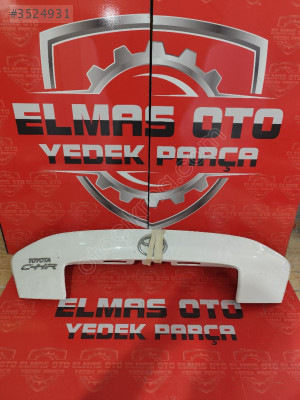 #3524931
ELMAS OTO
YEDEK PARÇA
TOYOTA
C-HR
ELMAS OTO
YEDEK PARÇA